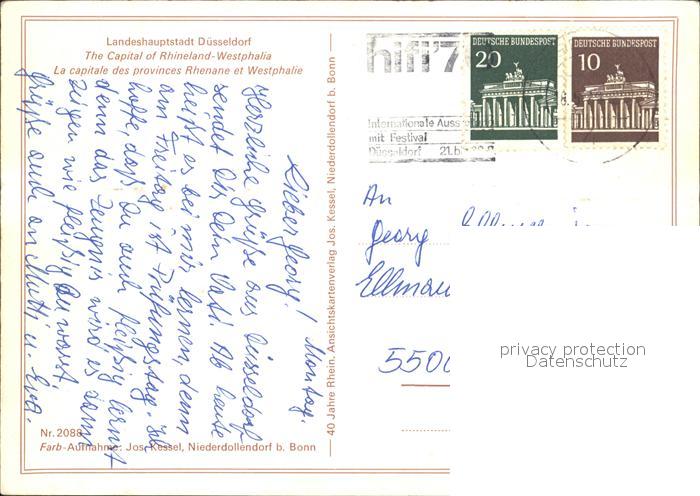 Landeshauptstadt Düsseldorf
The Capital of Rhineland-Westphalia
La capitale des provinces Rhenane et Westphalie
Montag.
Lieber Georg!
Herzliche Grüße aus Düsseldorf
sendet Dir Dein Vati. Ab heute
heißt es bei mir lernen, denn
am Freitag ist Prüfungstag. Ich
hoffe, daß Du auch fleißig lernst
denn das Zeugnis wird es dann
zeigen wie fleißig Du warst
Grüße auch an Mutti u. Eva.
Nr. 2088
Farb-Aufnahme: Jos. Kessel, Niederdollendorf b. Bonn
40 Jahre Rhein. Ansichtskartenverlag Jos. Kessel, Niederdollendorf b. Bonn
hifi'7
Internationale Auss
mit Festival
Düsseldorf 21.
DEUTSCHE BUNDESPOST
20
DEUTSCHE BUNDESPOST
10
An
Georg
Ellma
550
privacy protection
Datenschutz